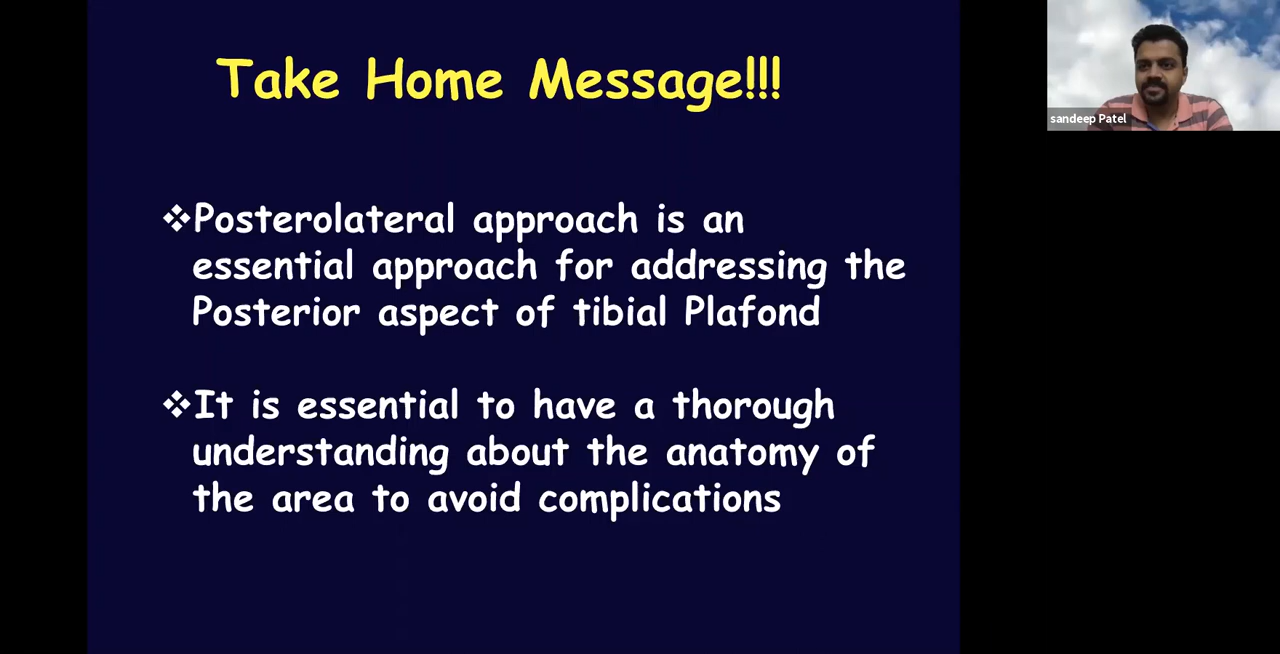 Take Home Message!!!
❖Posterolateral approach is an
essential approach for addressing the
Posterior aspect of tibial Plafond
❖It is essential to have a thorough
understanding about the anatomy of
the area to avoid complications
sandeep Patel